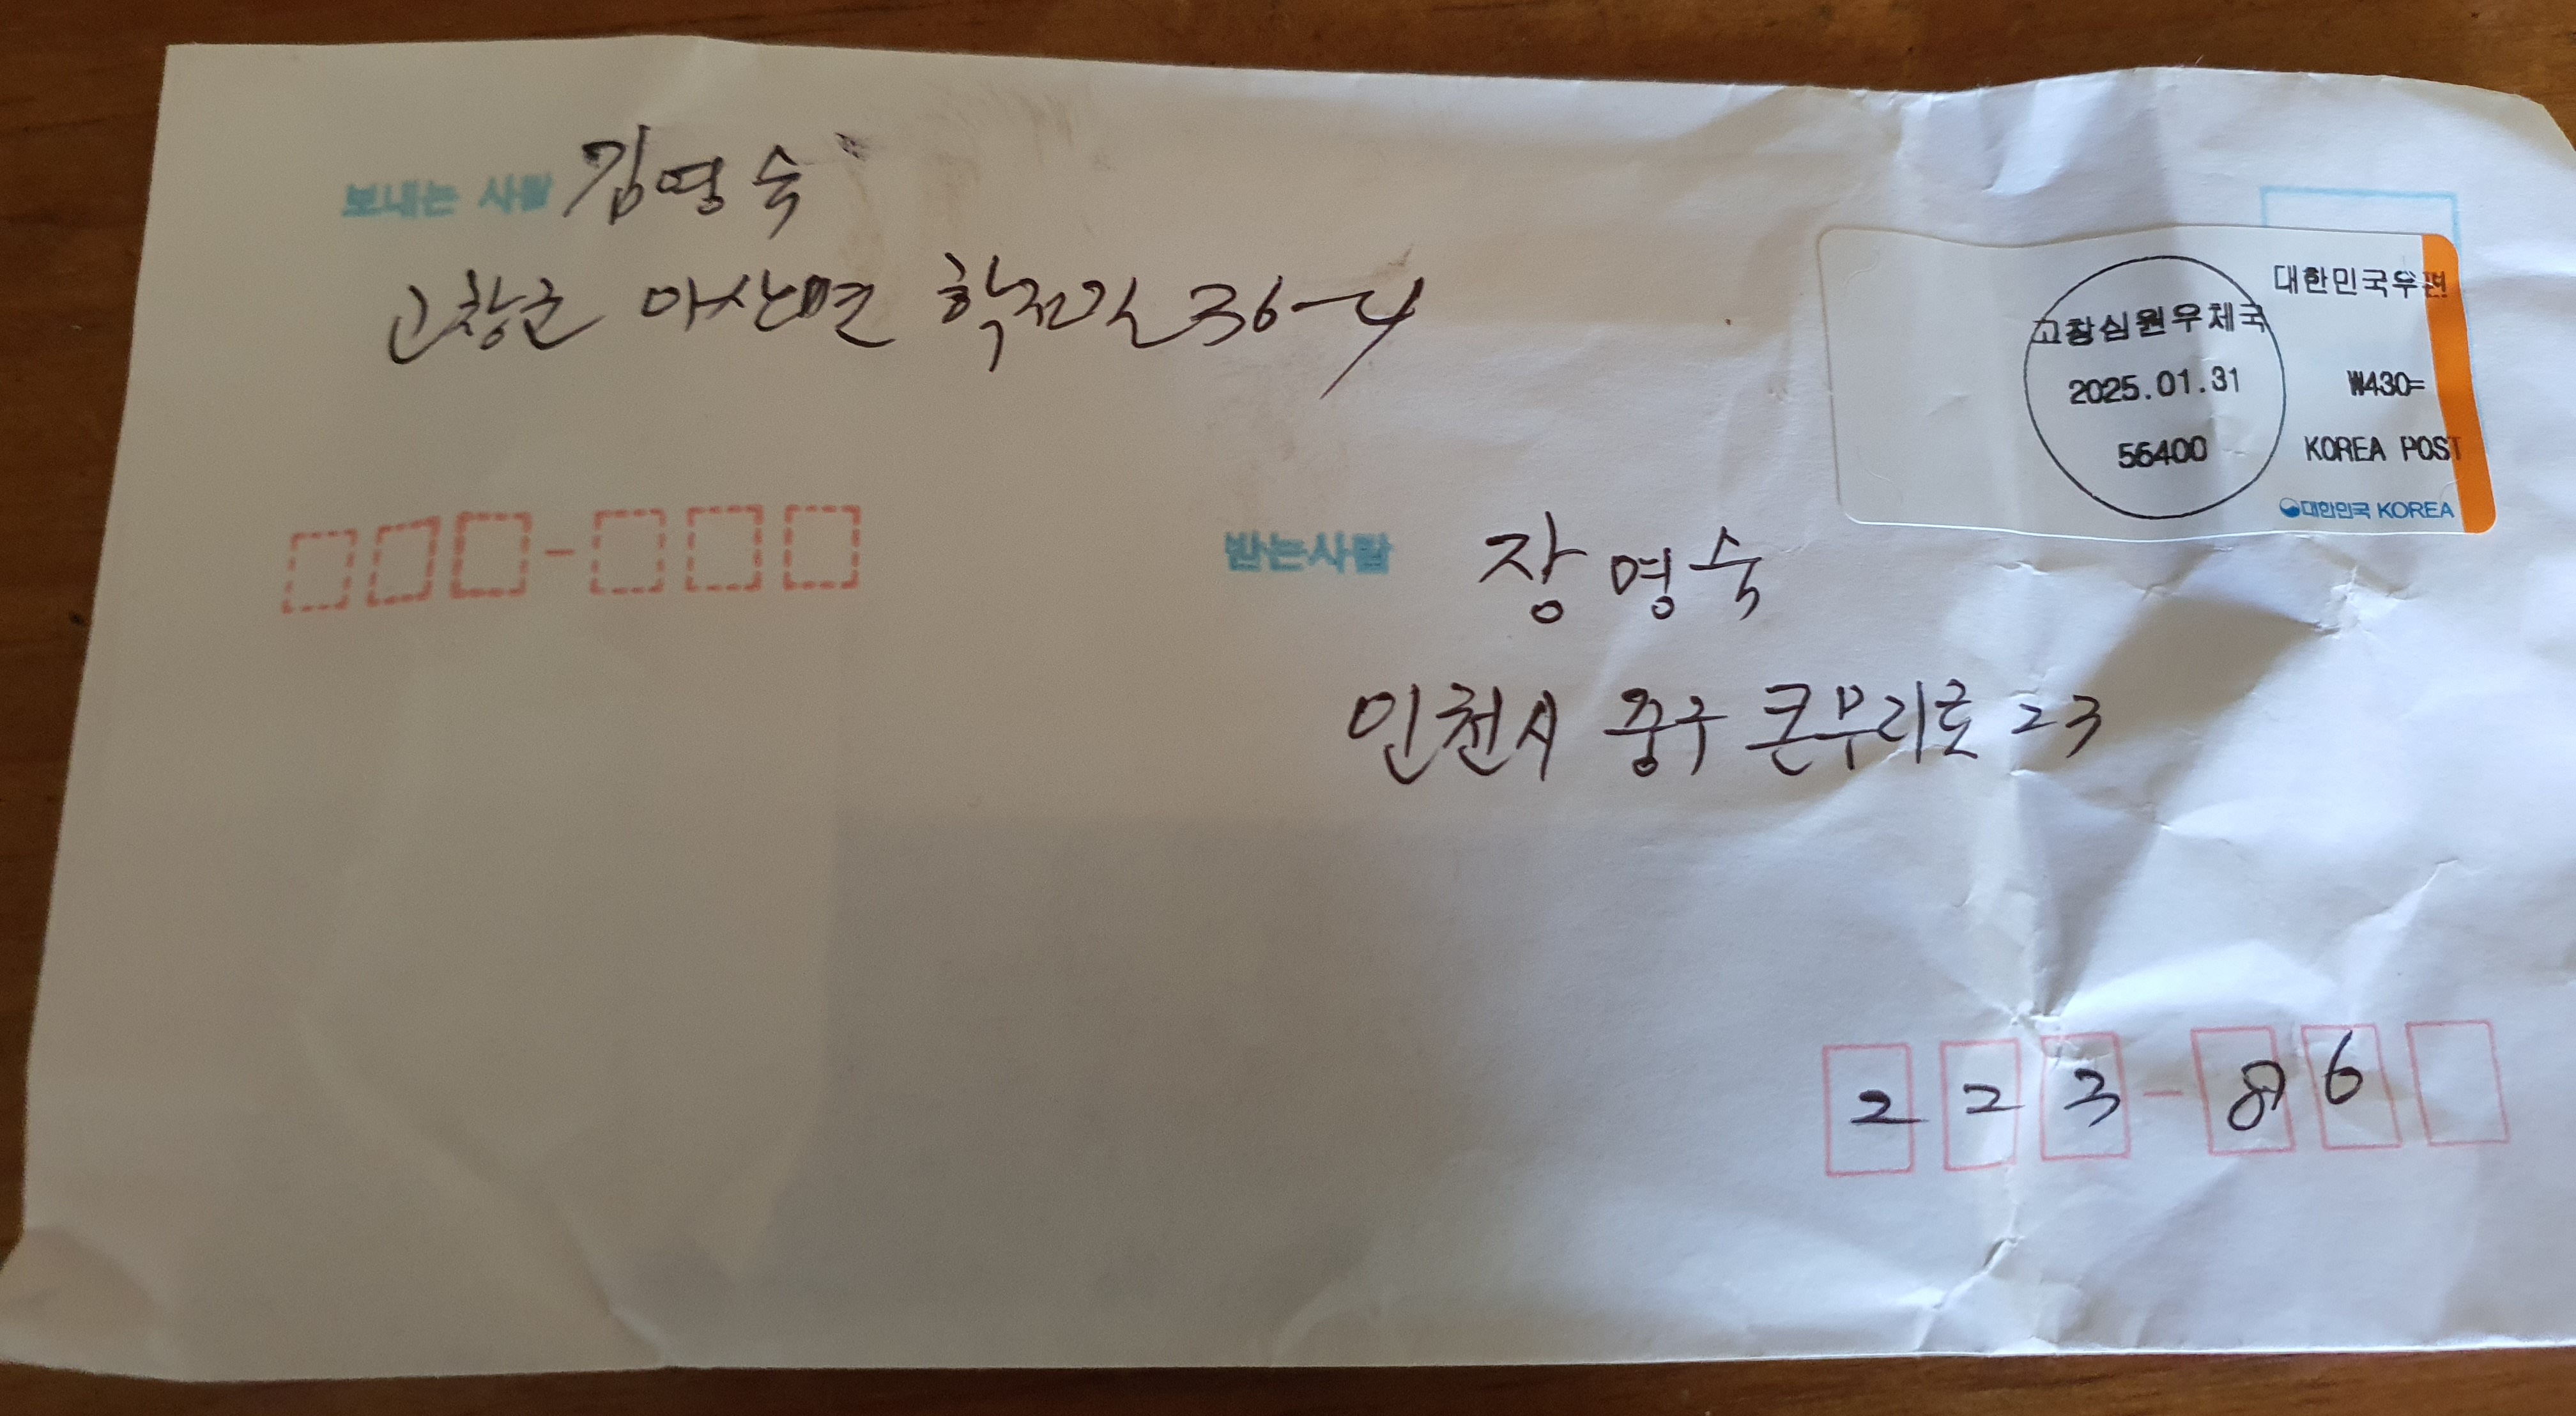 보내는 사람 김영숙
고창군 아산면 학전길 36-4
대한민국우편
고창심원우체국
2025.01.31
₩430=
56400
KOREA POST
대한민국 KOREA
받는사람 장영숙
인천시 중구 큰무리로 23
223-86